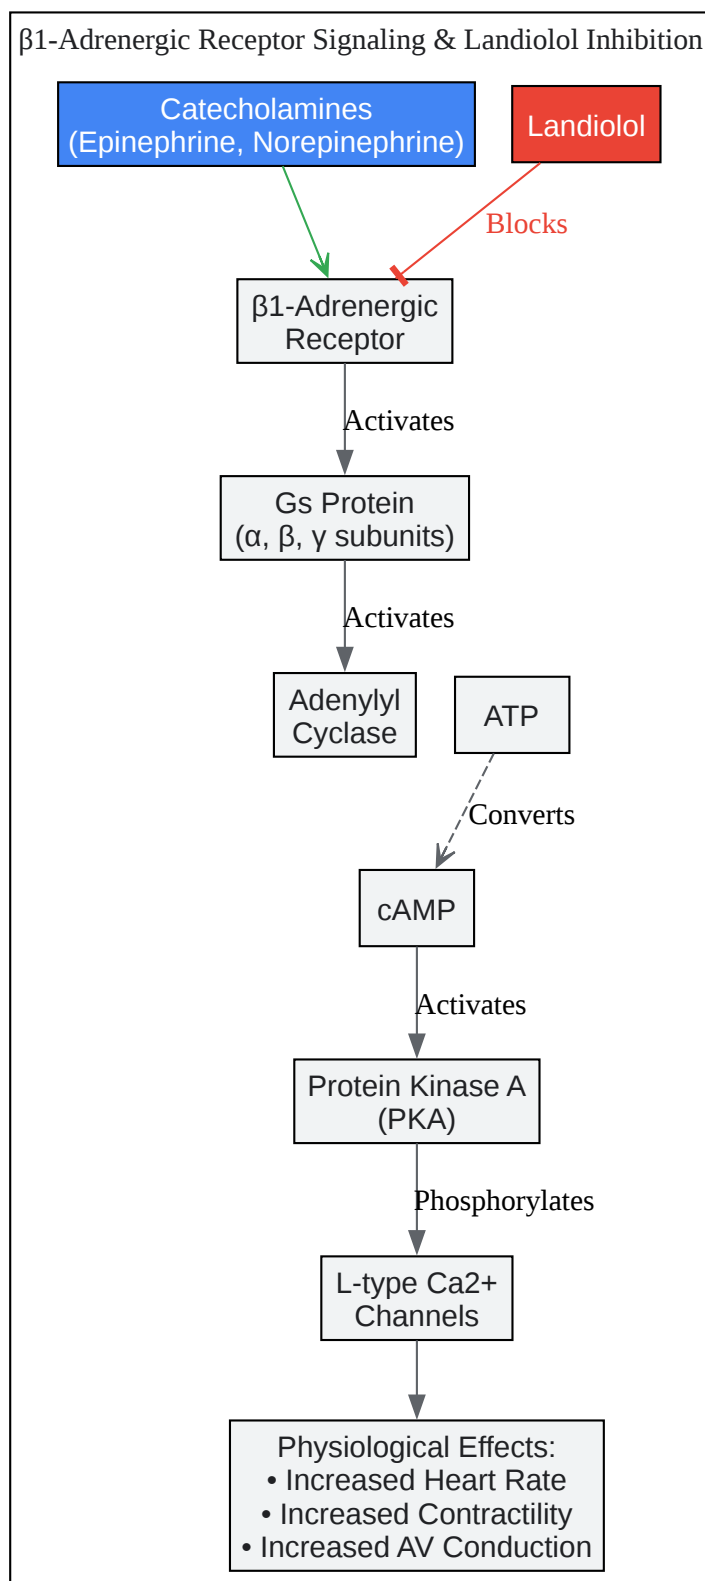 β1-Adrenergic Receptor Signaling & Landiolol Inhibition
Catecholamines
(Epinephrine, Norepinephrine)
Landiolol
Blocks
β1-Adrenergic
Receptor
Activates
Gs Protein
(α, β, γ subunits)
Activates
Adenylyl
Cyclase
ATP
Converts
cAMP
Activates
Protein Kinase A
(PKA)
Phosphorylates
L-type Ca2+
Channels
Physiological Effects:
• Increased Heart Rate
• Increased Contractility
• Increased AV Conduction